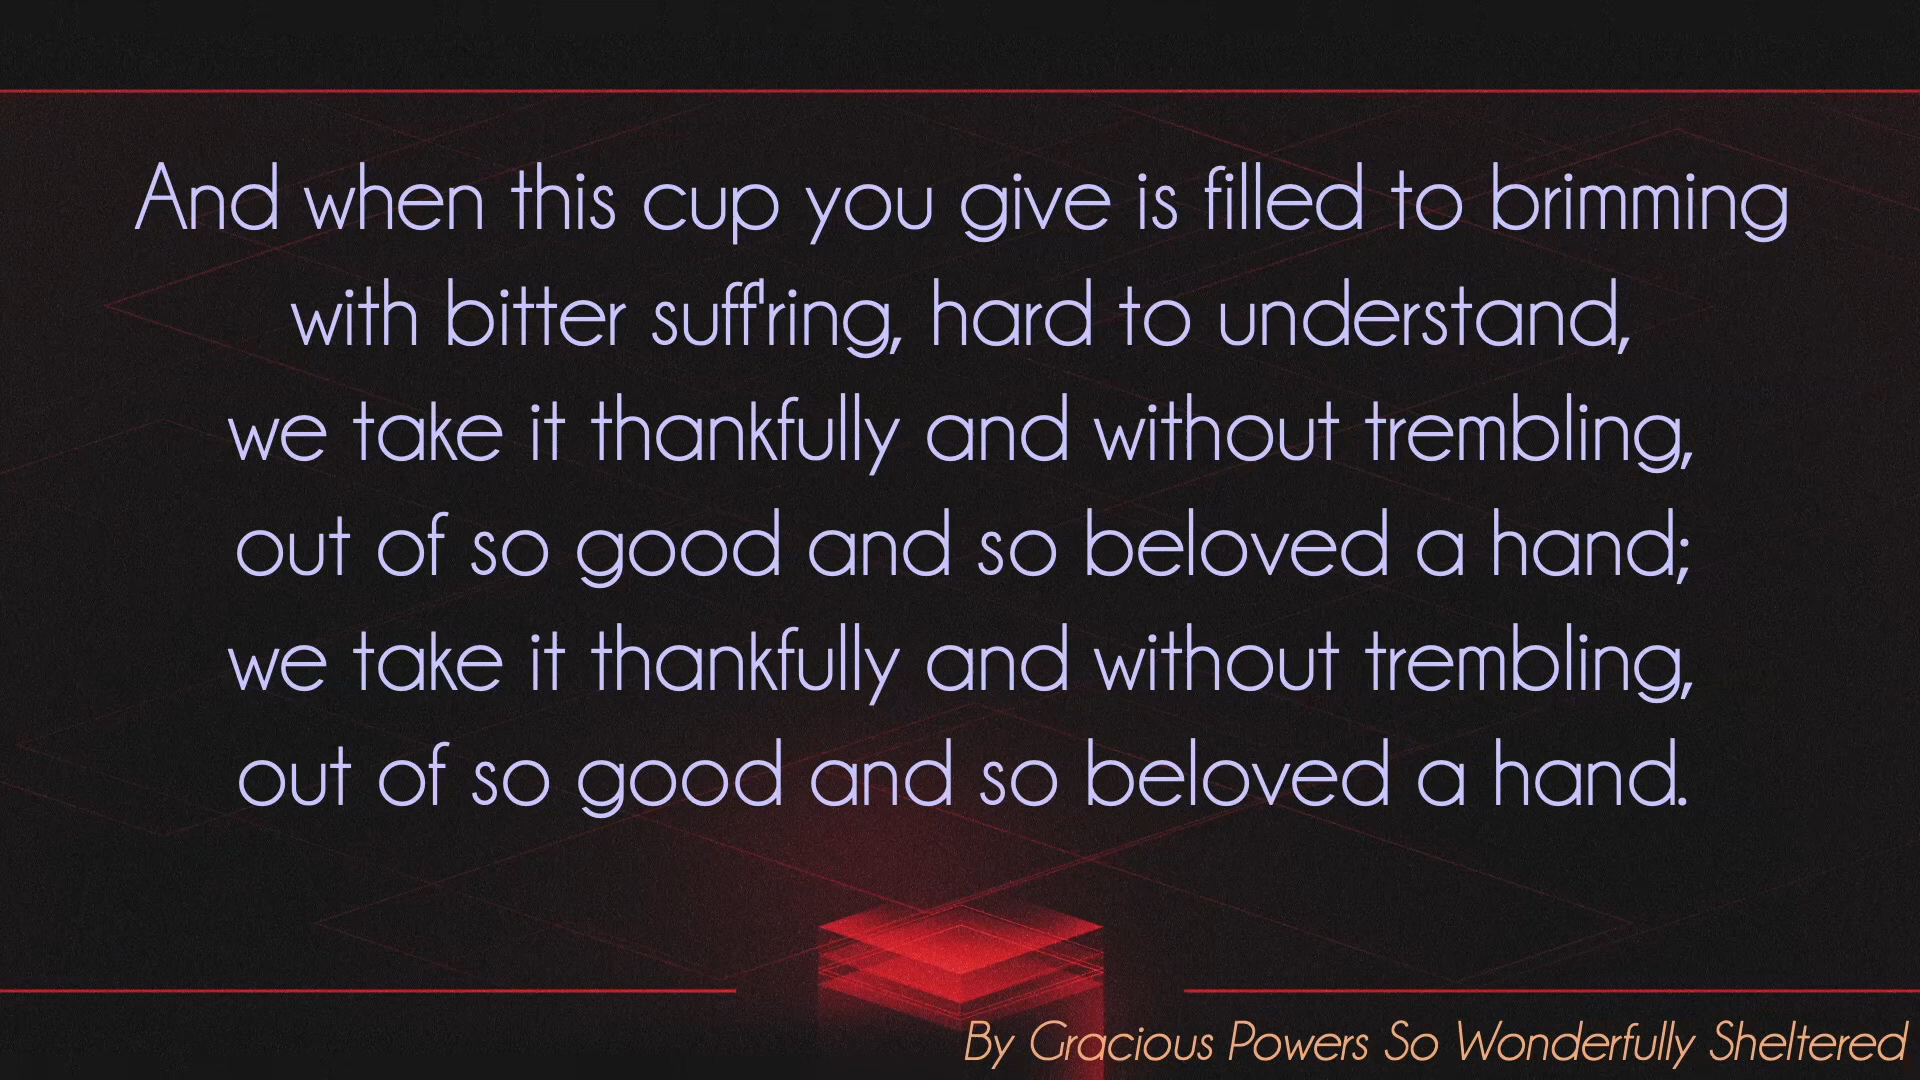 And when this cup you give is filled to brimming
with bitter suff'ring, hard to understand,
we take it thankfully and without trembling,
out of so good and so beloved a hand;
we take it thankfully and without trembling,
out of so good and so beloved a hand.
By Gracious Powers So Wonderfully Sheltered